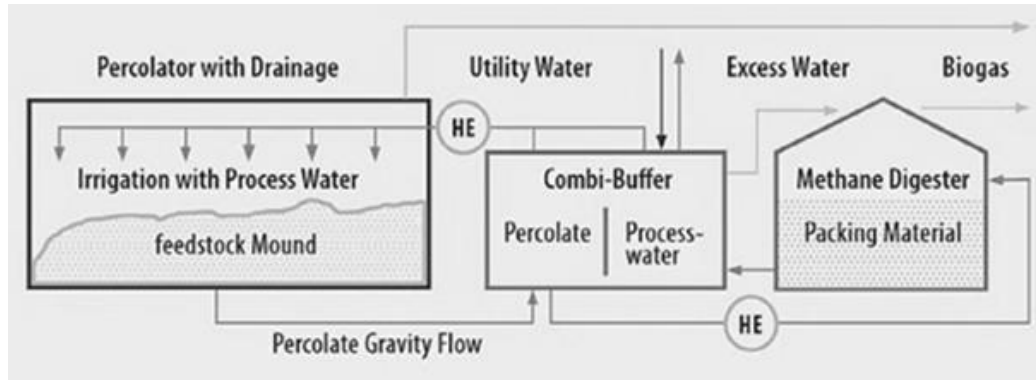 Percolator with Drainage
Utility Water
Excess Water
Biogas
HE
Irrigation with Process Water
feedstock Mound
Combi-Buffer
Percolate
Process-
water
Methane Digester
Packing Material
HE
Percolate Gravity Flow